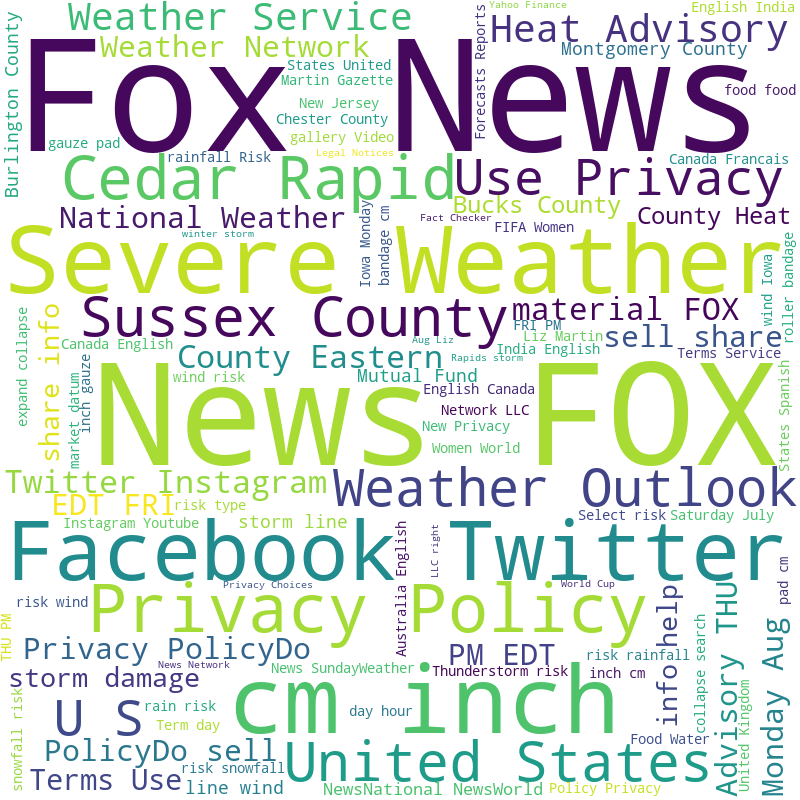 Yahoo Finance
English India
Weather Service
Heat Advisory
Burlington County
Weather Network
Forecasts Reports
Montgomery County
Fox News
States United
Martin Gazette
food food
New Jersey
Chester County
gallery Video
gauze pad
rainfall Risk
Legal Notices
Canada Francais
Cedar Rapid
Use Privacy
National Weather
Bucks County
County Heat
Fact Checker
FIFA Women
winter storm
Iowa Monday
bandage cm
Severe Weather
wind Iowa
roller bandage
Sussex County
material FOX
FRI PM
expand collapse
share info
Canada English
Aug Liz
Liz Martin
sell share
County Eastern
India English
Terms Service
Rapids storm
market datum
inch gauze
wind risk
Mutual Fund
English Canada
News FOX
Network LLC
New Privacy
Women World
States Spanish
Twitter Instagram
Weather Outlook
EDT FRI
risk type
Instagram Youtube
storm line
Select risk
Saturday July
Facebook Twitter
Australia English
LLC right
Privacy Choices
World Cup
pad cm
Privacy Policy
risk wind
THU PM
info help
collapse search
Advisory THU
Monday Aug
Privacy PolicyDo
PM EDT
risk rainfall
News Network
News SundayWeather
Thunderstorm risk
inch cm
storm damage
cm inch
snowfall risk
U S
rain risk
Term day
day hour
United Kingdom
PolicyDo sell
Food Water
United States
risk snowfall
Terms Use
line wind
NewsNational NewsWorld
Policy Privacy